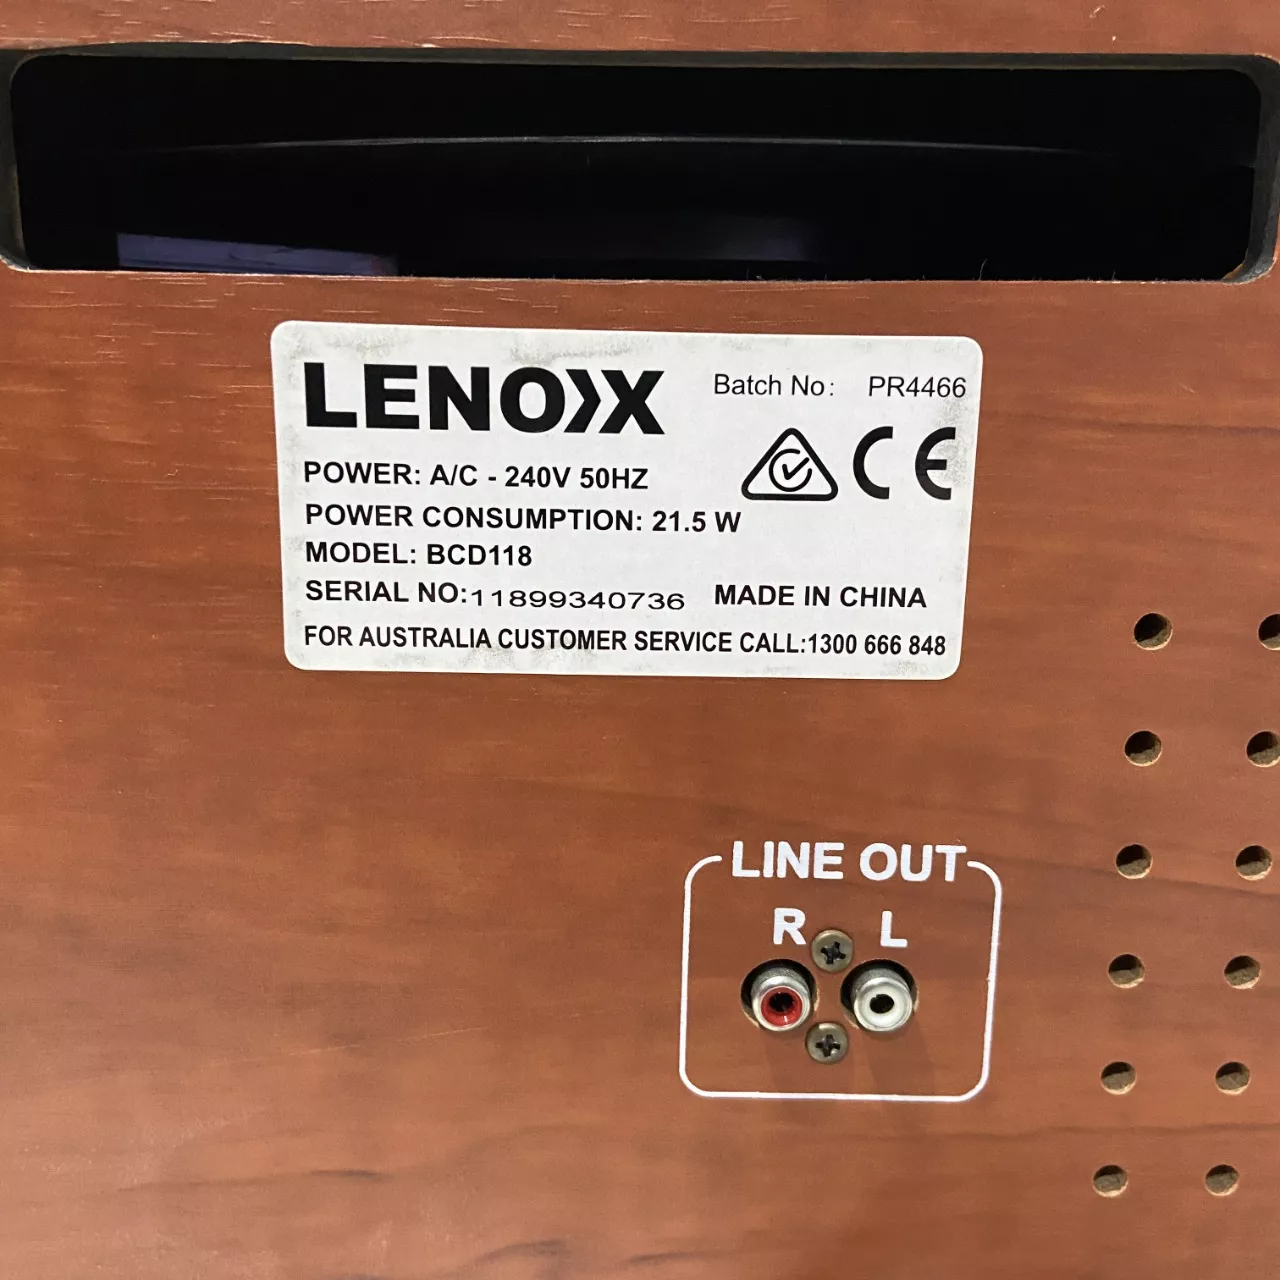 LENOXX
Batch No: PR4466
POWER: A/C - 240V 50HZ
CE
POWER CONSUMPTION: 21.5 W
MODEL: BCD118
SERIAL NO:11899340736 MADE IN CHINA
FOR AUSTRALIA CUSTOMER SERVICE CALL:1300 666 848
LINE OUT
R L